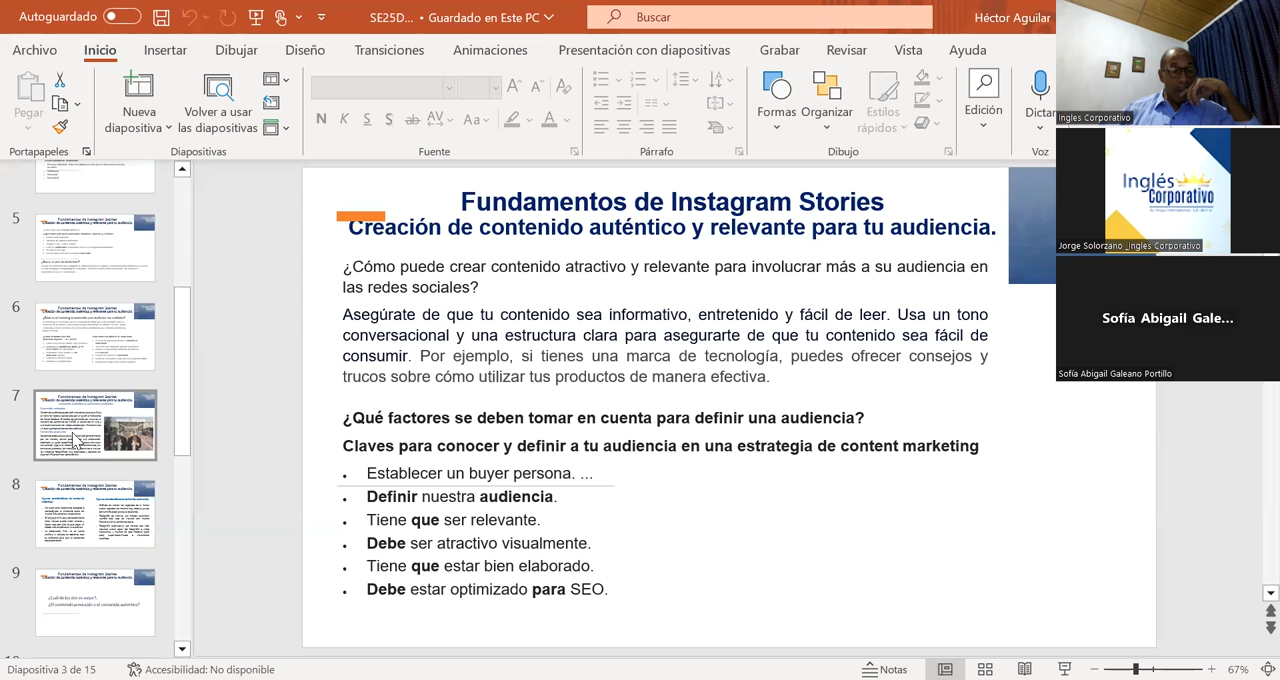 Autoguardado
SE25D... • Guardado en Este PC
Buscar
Héctor Aguilar
Archivo
Inicio
Insertar
Dibujar
Diseño
Transiciones
Animaciones
Presentación con diapositivas
Grabar
Revisar
Vista
Ayuda
Pegar
Nueva
diapositiva
Volver a usar
las diapositivas
N K S S ab AV Aa A
Formas
Organizar
Estilos
rápidos
Edición
Dictar
Portapapeles
Diapositivas
Fuente
Párrafo
Dibujo
Voz
Ingles Corporativo
Inglés
Corporativo
Jorge Solorzano _Ingles Corporativo
Sofía Abigail Gale...
Sofía Abigail Galeano Portillo
5
6
7
8
9
Fundamentos de Instagram Stories
Creación de contenido auténtico y relevante para tu audiencia.
¿Cómo puede crear contenido atractivo y relevante para involucrar más a su audiencia en
las redes sociales?
Asegurate de que tu contenido sea informativo, entretenido y fácil de leer. Usa un tono
conversacional y una estructura clara para asegurarte de que tu contenido sea fácil de
consumir. Por ejemplo, si tienes una marca de tecnología, puedes ofrecer consejos y
trucos sobre cómo utilizar tus productos de manera efectiva.
¿Qué factores se deben tomar en cuenta para definir una audiencia?
Claves para conocer y definir a tu audiencia en una estrategia de content marketing
• Establecer un buyer persona. ...
• Definir nuestra audiencia.
• Tiene que ser relevante.
• Debe ser atractivo visualmente.
• Tiene que estar bien elaborado.
• Debe estar optimizado para SEO.
Diapositiva 3 de 15
Accesibilidad: No disponible
Notas
67%